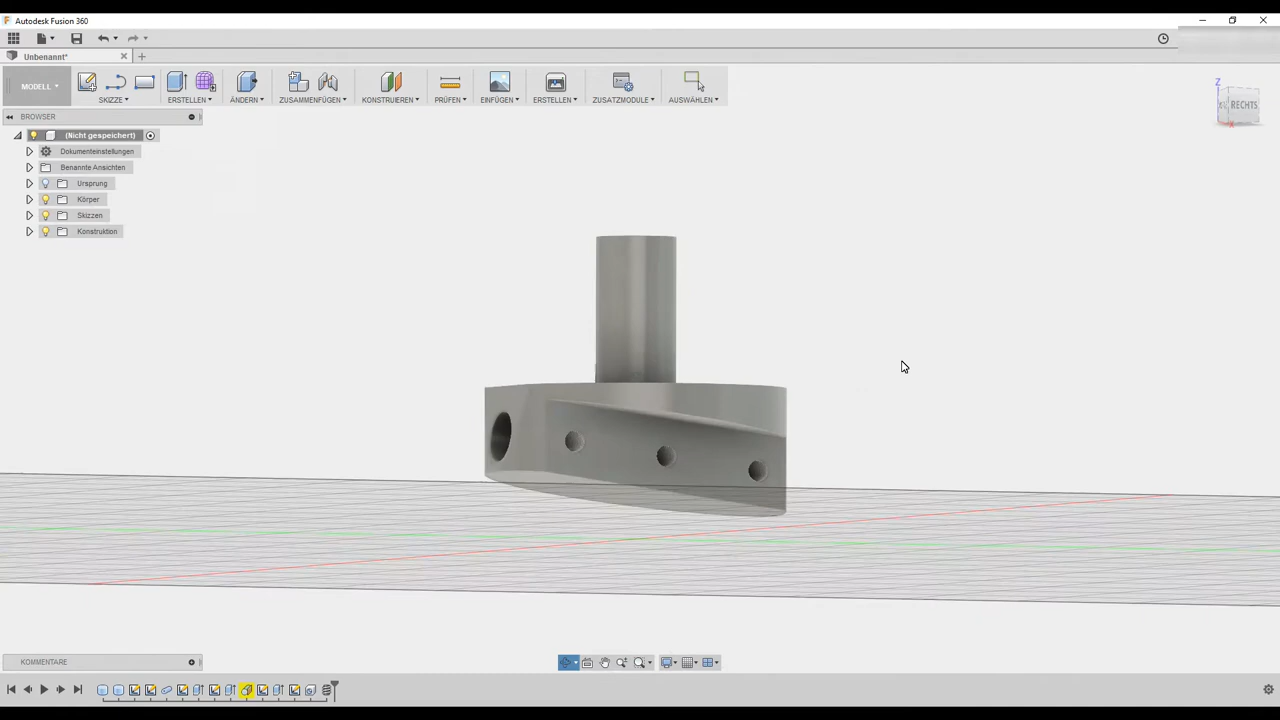 Autodesk Fusion 360
Unbenannt*
MODELL
SKIZZE
ERSTELLEN
ÄNDERN
ZUSAMMENFÜGEN
KONSTRUIEREN
PRÜFEN
EINFÜGEN
ERSTELLEN
ZUSATZMODULE
AUSWÄHLEN
BROWSER
(Nicht gespeichert)
Dokumenteinstellungen
Benannte Ansichten
Ursprung
Körper
Skizzen
Konstruktion
Z
RECHTS
X
KOMMENTARE